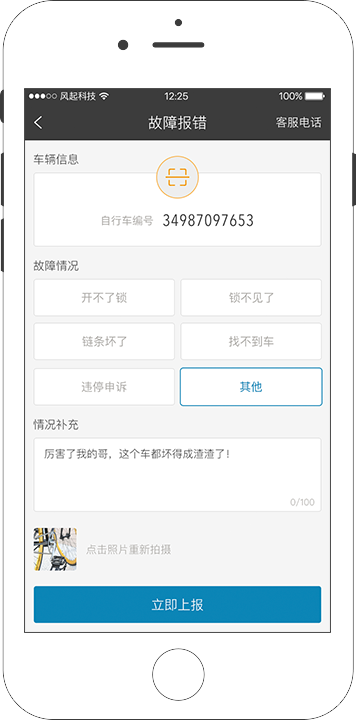 风起科技 12:25 100%
故障报错 客服电话
车辆信息
自行车编号 34987097653
故障情况
开不了锁 锁不见了
链条坏了 找不到车
违停申诉 其他
情况补充
厉害了我的哥，这个车都坏得成渣渣了！
0/100
点击照片重新拍摄
立即上报